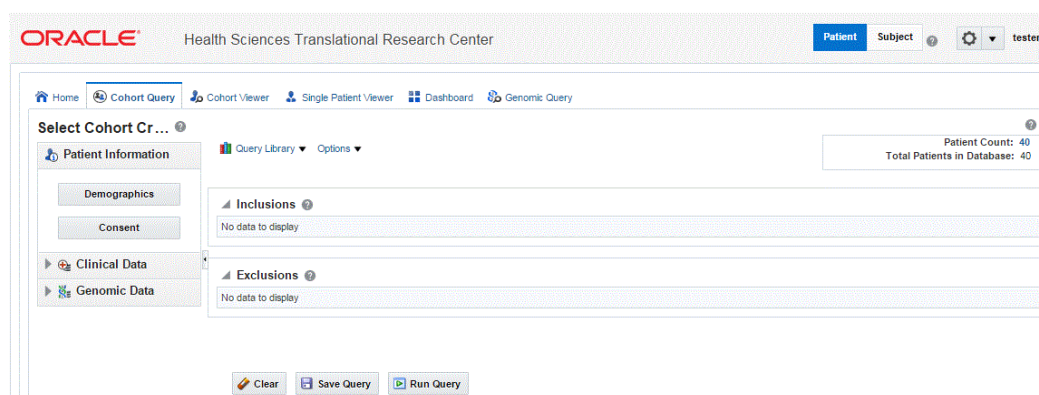 ORACLE Health Sciences Translational Research Center Patient Subject tester
Home Cohort Query Cohort Viewer Single Patient Viewer Dashboard Genomic Query
Select Cohort Cr...
Patient Information
Demographics
Consent
Clinical Data
Genomic Data
Query Library Options
Patient Count: 40
Total Patients in Database: 40
Inclusions
No data to display
Exclusions
No data to display
Clear Save Query Run Query